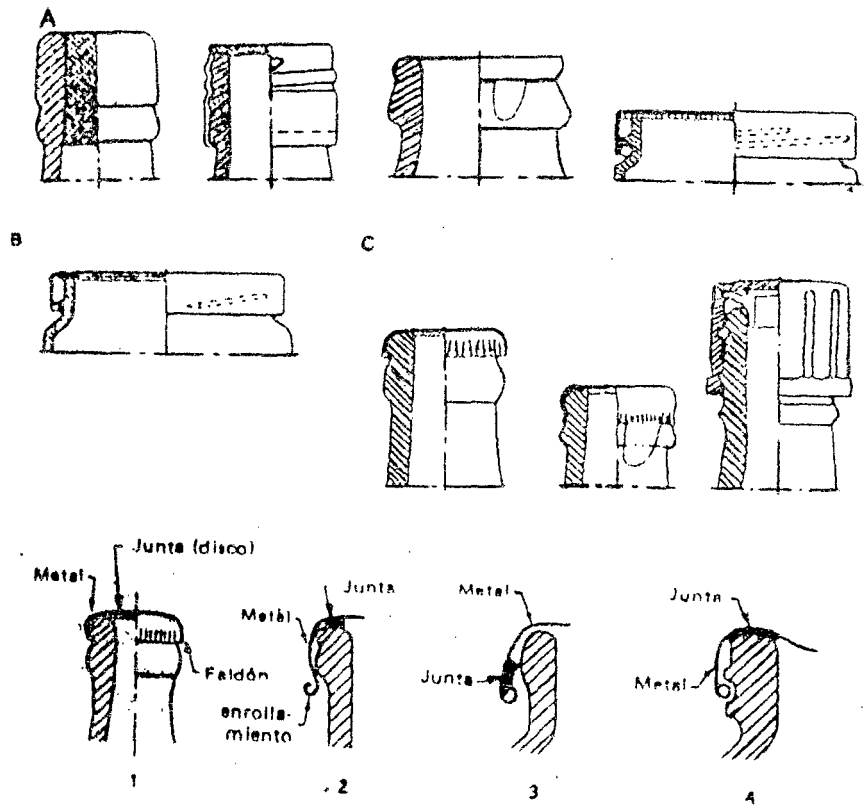 A
B
C
Junta (disco)
Metal
Faldón
1
Junta
Metal
enrolla-
miento
2
Metal
Junta
3
Junta
Metal
4